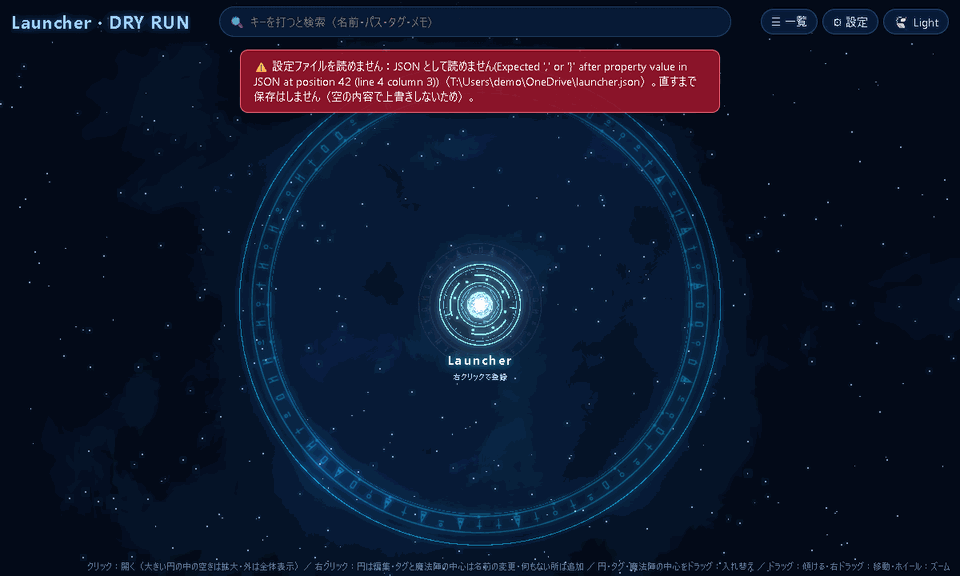 Launcher · DRY RUN
キーを打つと検索（名前・パス・タグ・メモ）
☰ 一覧
⚙ 設定
Light
⚠ 設定ファイルを読めません：JSON として読めません(Expected ',' or '}' after property value in
JSON at position 42 (line 4 column 3))（T:\Users\demo\OneDrive\launcher.json）。直すまで
保存はしません（空の内容で上書きしないため）。
Launcher
右クリックで登録
クリック：開く（大きい円の中の空きは拡大・外は全体表示） ／ 右クリック：円は編集・タグと魔法陣の中心は名前の変更・何もない所は追加 ／ 円・タグ・魔法陣の中心をドラッグ：入れ替え ／ ドラッグ：傾ける・右ドラッグ：移動・ホイール：ズーム